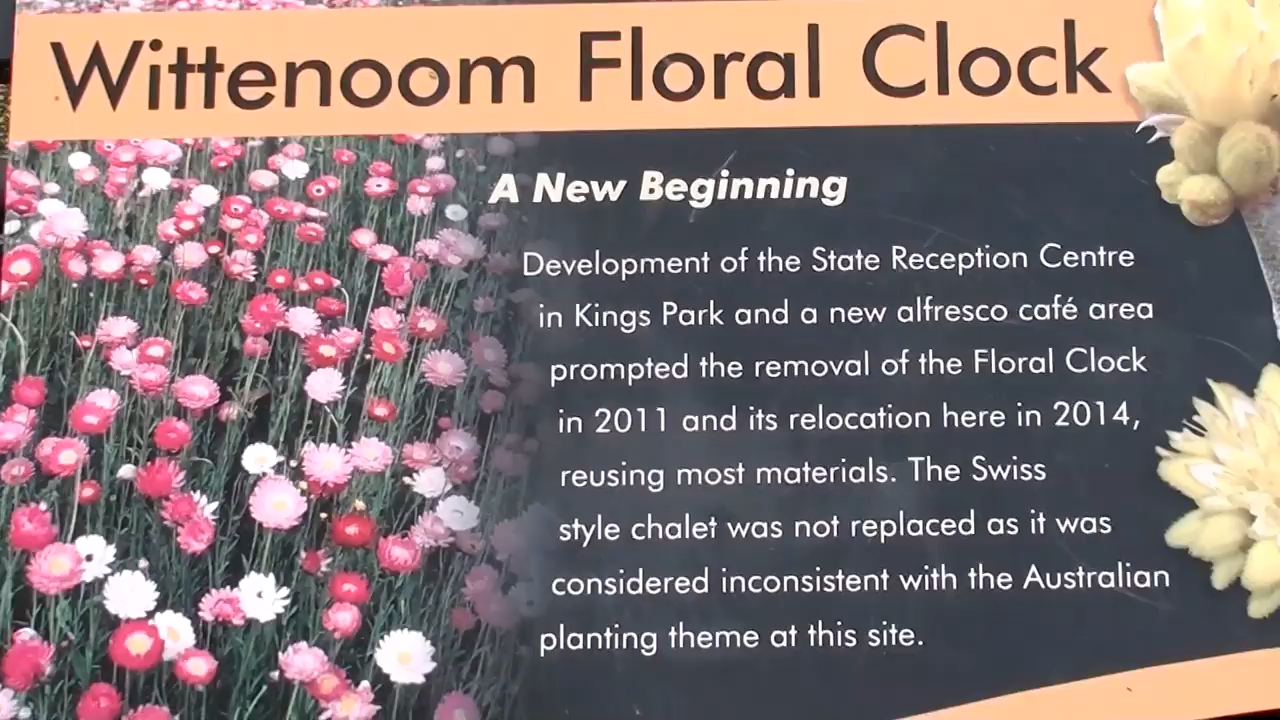 Wittenoom Floral Clock
A New Beginning
Development of the State Reception Centre
in Kings Park and a new alfresco café area
prompted the removal of the Floral Clock
in 2011 and its relocation here in 2014,
reusing most materials. The Swiss
style chalet was not replaced as it was
considered inconsistent with the Australian
planting theme at this site.